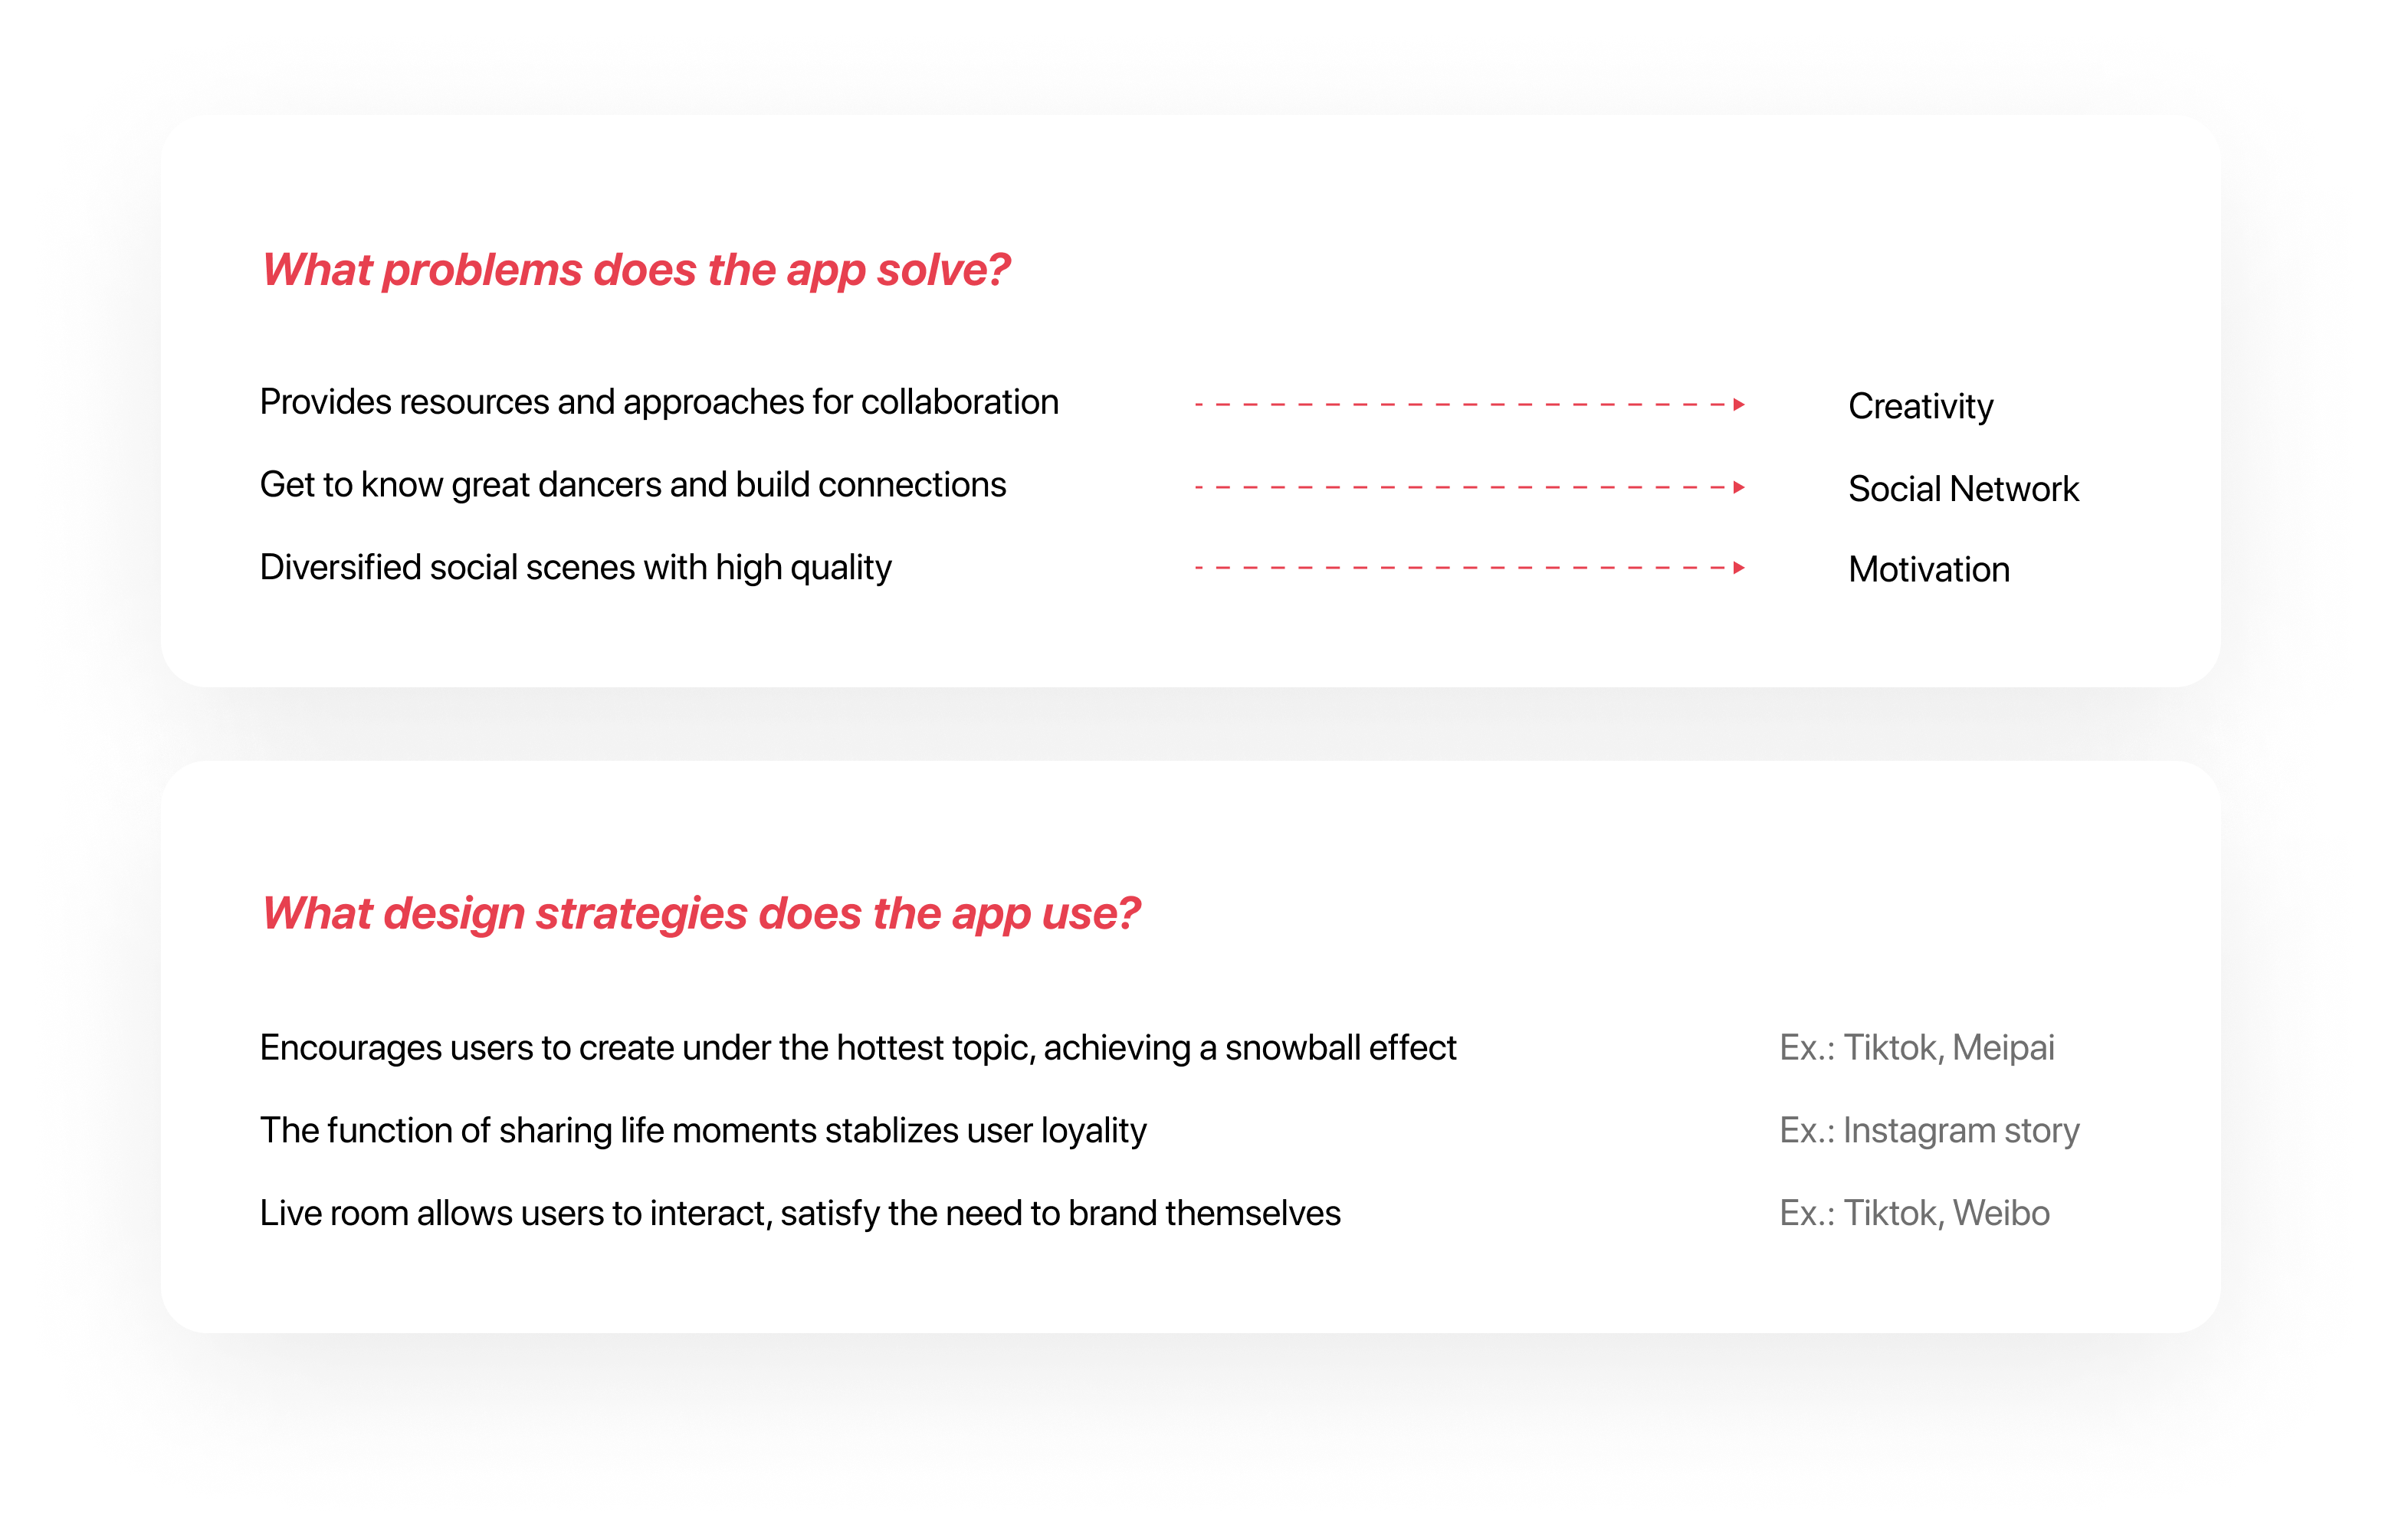 What problems does the app solve?
Provides resources and approaches for collaboration Creativity
Get to know great dancers and build connections Social Network
Diversified social scenes with high quality Motivation
What design strategies does the app use?
Encourages users to create under the hottest topic, achieving a snowball effect Ex.: Tiktok, Meipai
The function of sharing life moments stablizes user loyality Ex.: Instagram story
Live room allows users to interact, satisfy the need to brand themselves Ex.: Tiktok, Weibo